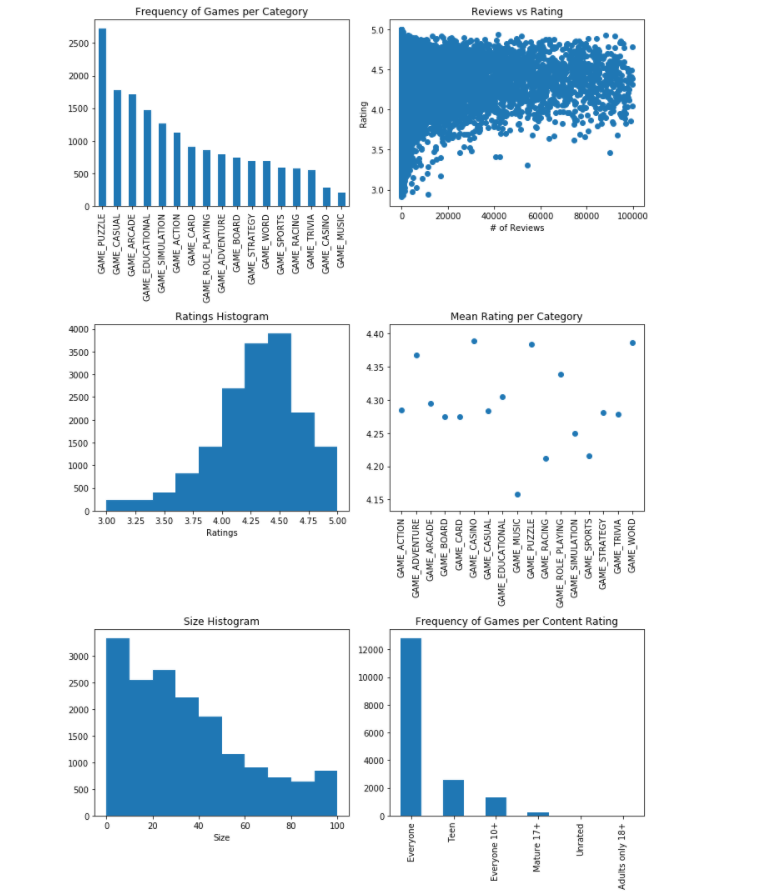 Frequency of Games per Category
2500
2000
1500
1000
500
0
GAME_PUZZLE
GAME_CASUAL
GAME_ARCADE
GAME_EDUCATIONAL
GAME_SIMULATION
GAME_ACTION
GAME_CARD
GAME_ROLE_PLAYING
GAME_ADVENTURE
GAME_BOARD
GAME_STRATEGY
GAME_WORD
GAME_SPORTS
GAME_RACING
GAME_TRIVIA
GAME_CASINO
GAME_MUSIC
Reviews vs Rating
Rating
5.0
4.5
4.0
3.5
3.0
0 20000 40000 60000 80000 100000
# of Reviews
Ratings Histogram
4000
3500
3000
2500
2000
1500
1000
500
0
3.00 3.25 3.50 3.75 4.00 4.25 4.50 4.75 5.00
Ratings
Mean Rating per Category
4.40
4.35
4.30
4.25
4.20
4.15
GAME_ACTION
GAME_ADVENTURE
GAME_ARCADE
GAME_BOARD
GAME_CARD
GAME_CASINO
GAME_CASUAL
GAME_EDUCATIONAL
GAME_MUSIC
GAME_PUZZLE
GAME_RACING
GAME_ROLE_PLAYING
GAME_SIMULATION
GAME_SPORTS
GAME_STRATEGY
GAME_TRIVIA
GAME_WORD
Size Histogram
3000
2500
2000
1500
1000
500
0
0 20 40 60 80 100
Size
Frequency of Games per Content Rating
12000
10000
8000
6000
4000
2000
0
Everyone
Teen
Everyone 10+
Mature 17+
Unrated
Adults only 18+